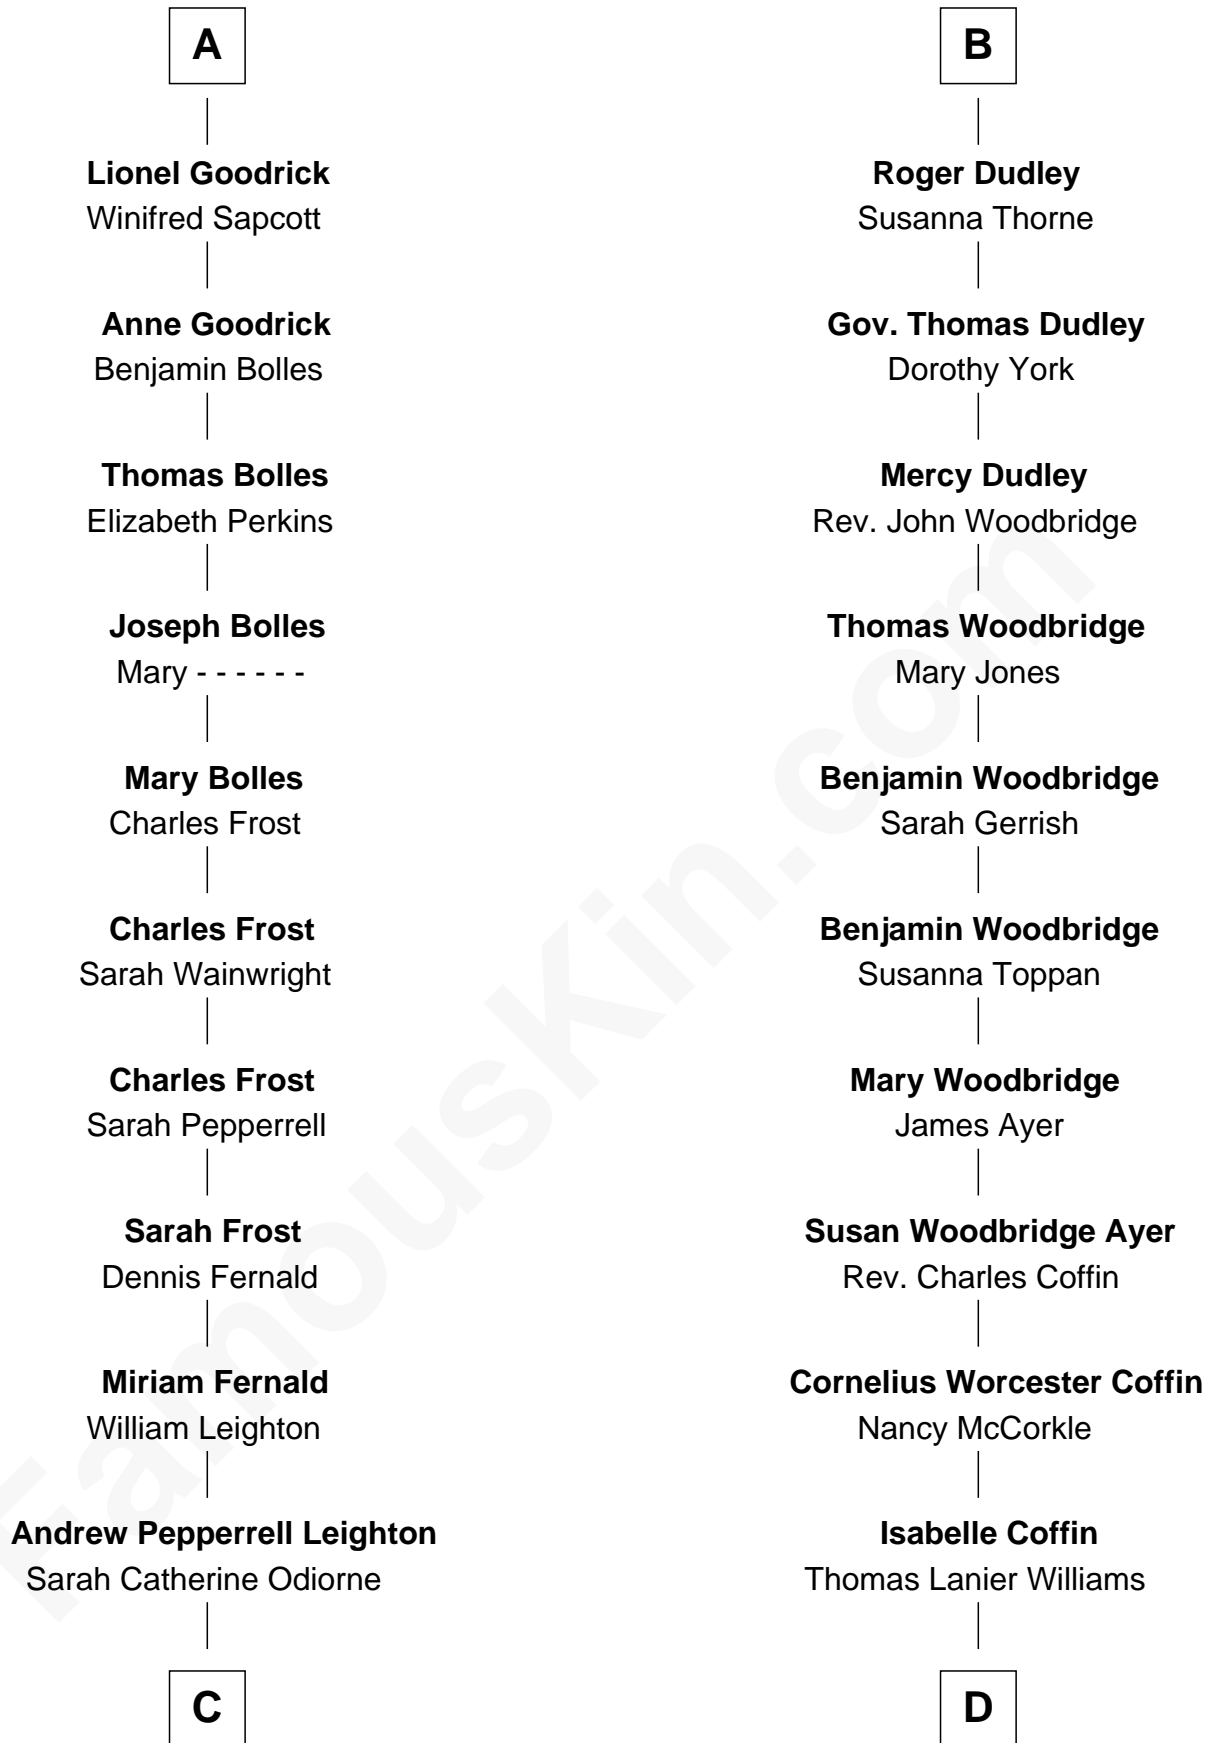 A
Lionel Goodrick
Winifred Sapcott
Anne Goodrick
Benjamin Bolles
Thomas Bolles
Elizabeth Perkins
Joseph Bolles
Mary - - - - - -
Mary Bolles
Charles Frost
Charles Frost
Sarah Wainwright
Charles Frost
Sarah Pepperrell
Sarah Frost
Dennis Fernald
Miriam Fernald
William Leighton
Andrew Pepperrell Leighton
Sarah Catherine Odiorne
C
B
Roger Dudley
Susanna Thorne
Gov. Thomas Dudley
Dorothy York
Mercy Dudley
Rev. John Woodbridge
Thomas Woodbridge
Mary Jones
Benjamin Woodbridge
Sarah Gerrish
Benjamin Woodbridge
Susanna Toppan
Mary Woodbridge
James Ayer
Susan Woodbridge Ayer
Rev. Charles Coffin
Cornelius Worcester Coffin
Nancy McCorkle
Isabelle Coffin
Thomas Lanier Williams
D
FamousKin.com